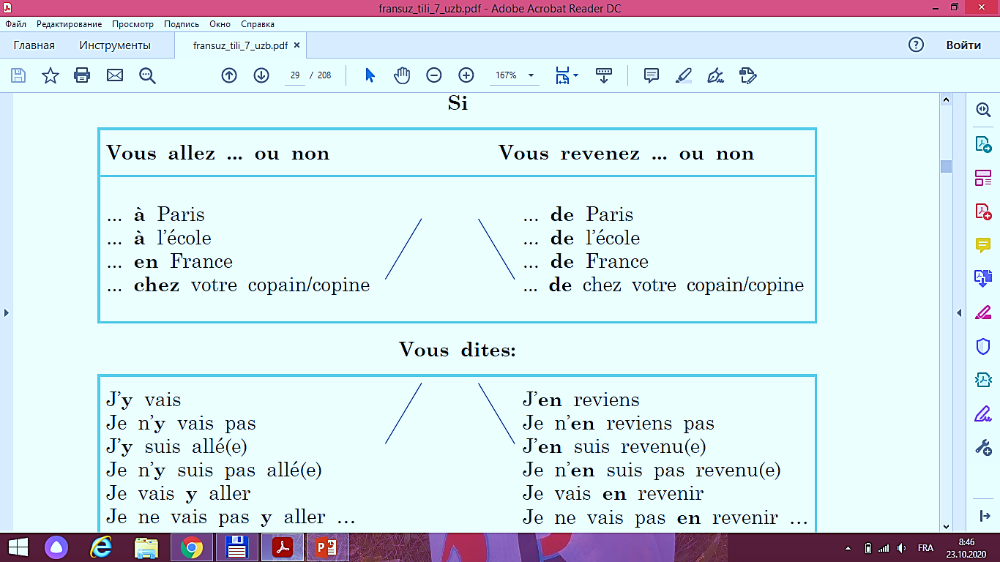 fransuz_tili_7_uzb.pdf - Adobe Acrobat Reader DC
Файл Редактирование Просмотр Подпись Окно Справка
Главная Инструменты fransuz_tili_7_uzb.pdf × Войти
29 / 208 167%
Si
Vous allez ... ou non Vous revenez ... ou non
... à Paris ... de Paris
... à l'école ... de l'école
... en France ... de France
... chez votre copain/copine ... de chez votre copain/copine
Vous dites:
J'y vais J'en reviens
Je n'y vais pas Je n'en reviens pas
J'y suis allé(e) J'en suis revenu(e)
Je n'y suis pas allé(e) Je n'en suis pas revenu(e)
Je vais y aller Je vais en revenir
Je ne vais pas y aller ... Je ne vais pas en revenir ...
FRA
8:46
23.10.2020